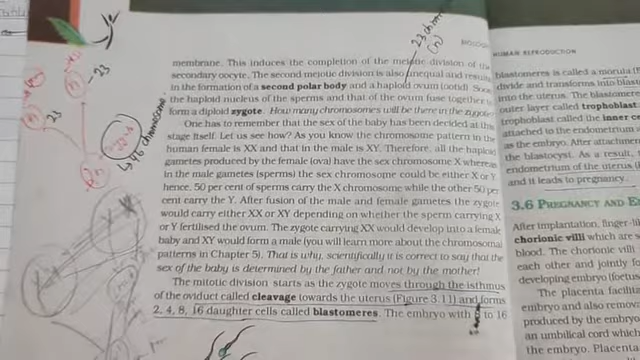 23 chrom
(n)
23
23
46 chromosome
BIOLOGY
membrane. This induces the completion of the meiotic division of the
secondary oocyte. The second meiotic division is also unequal and results
in the formation of a second polar body and a haploid ovum (ootid). Soon
the haploid nucleus of the sperms and that of the ovum fuse together to
form a diploid zygote. How many chromosomes will be there in the zygote?
One has to remember that the sex of the baby has been decided at this
stage itself. Let us see how? As you know the chromosome pattern in the
human female is XX and that in the male is XY. Therefore, all the haploid
gametes produced by the female (ova) have the sex chromosome X whereas
in the male gametes (sperms) the sex chromosome could be either X or Y,
hence, 50 per cent of sperms carry the X chromosome while the other 50 per
cent carry the Y. After fusion of the male and female gametes the zygote
would carry either XX or XY depending on whether the sperm carrying X
or Y fertilised the ovum. The zygote carrying XX would develop into a female
baby and XY would form a male (you will learn more about the chromosomal
patterns in Chapter 5). That is why, scientifically it is correct to say that the
sex of the baby is determined by the father and not by the mother!
The mitotic division starts as the zygote moves through the isthmus
of the oviduct called cleavage towards the uterus (Figure 3.11) and forms
2, 4, 8, 16 daughter cells called blastomeres. The embryo with 8 to 16
HUMAN REPRODUCTION
blastomeres is called a morula (F
divide and transforms into blast
into the uterus. The blastomere
outer layer called trophoblast
trophoblast called the inner ce
attached to the endometrium
as the embryo. After attachmen
the blastocyst. As a result, t
endometrium of the uterus (F
and it leads to pregnancy.
3.6 PREGNANCY AND E
After implantation, finger-li
chorionic villi which are s
blood. The chorionic villi
each other and jointly fo
developing embryo (foetus
The placenta facilita
embryo and also remova
produced by the embryo
an umbilical cord which
the embryo. Placenta